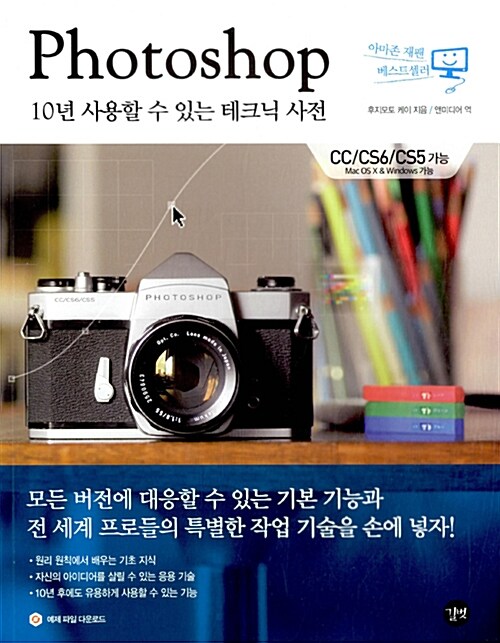 Photoshop
10년 사용할 수 있는 테크닉 사전
아마존 재팬
베스트셀러
후지모토 케이 지음 / 앤미디어 역
CC/CS6/CS5 가능
Mac OS X & Windows 가능
CC/CS6/CS5
PHOTOSHOP
모든 버전에 대응할 수 있는 기본 기능과
전 세계 프로들의 특별한 작업 기술을 손에 넣자!
• 원리 원칙에서 배우는 기초 지식
• 자신의 아이디어를 살릴 수 있는 응용 기술
• 10년 후에도 유용하게 사용할 수 있는 기능
예제 파일 다운로드
길벗